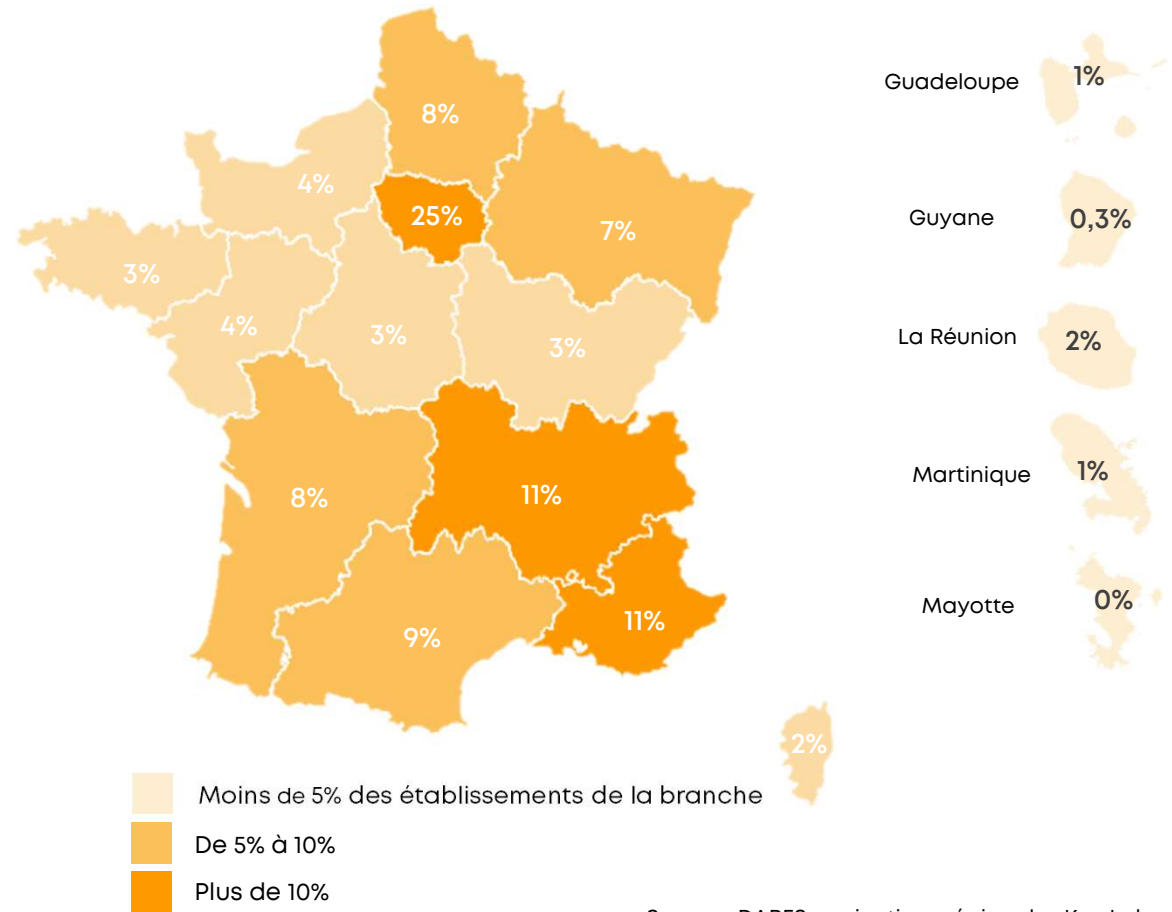 8%
4%
25%
7%
3%
4%
3%
3%
8%
11%
9%
11%
2%
Guadeloupe 1%
Guyane 0,3%
La Réunion 2%
Martinique 1%
Mayotte 0%
Moins de 5% des établissements de la branche
De 5% à 10%
Plus de 10%